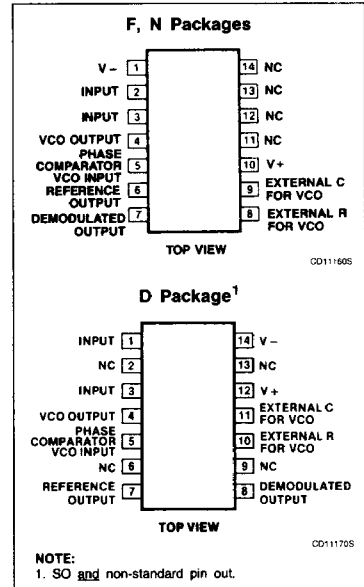 F, N Packages
V – 1
14 NC
INPUT 2
13 NC
INPUT 3
12 NC
VCO OUTPUT 4
11 NC
PHASE
COMPARATOR 5
VCO INPUT
10 V+
REFERENCE 6
OUTPUT
9 EXTERNAL C
FOR VCO
DEMODULATED 7
OUTPUT
8 EXTERNAL R
FOR VCO
TOP VIEW
CD11160S
D Package1
INPUT 1
14 V –
NC 2
13 NC
INPUT 3
12 V +
VCO OUTPUT 4
11 EXTERNAL C
FOR VCO
PHASE
COMPARATOR 5
VCO INPUT
10 EXTERNAL R
FOR VCO
NC 6
9 NC
REFERENCE 7
OUTPUT
8 DEMODULATED
OUTPUT
TOP VIEW
CD11170S
NOTE:
1. SO and non-standard pin out.